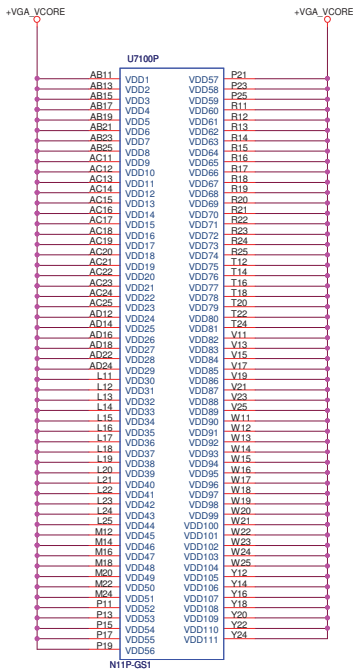 +VGA_VCORE +VGA_VCORE
U7100P
AB11 VDD1 VDD57 P21
AB13 VDD2 VDD58 P23
AB15 VDD3 VDD59 P25
AB17 VDD4 VDD60 R11
AB19 VDD5 VDD61 R12
AB21 VDD6 VDD62 R13
AB23 VDD7 VDD63 R14
AB25 VDD8 VDD64 R15
AC11 VDD9 VDD65 R16
AC12 VDD10 VDD66 R17
AC13 VDD11 VDD67 R18
AC14 VDD12 VDD68 R19
AC15 VDD13 VDD69 R20
AC16 VDD14 VDD70 R21
AC17 VDD15 VDD71 R22
AC18 VDD16 VDD72 R23
AC19 VDD17 VDD73 R24
AC20 VDD18 VDD74 R25
AC21 VDD19 VDD75 T12
AC22 VDD20 VDD76 T14
AC23 VDD21 VDD77 T16
AC24 VDD22 VDD78 T18
AC25 VDD23 VDD79 T20
AD12 VDD24 VDD80 T22
AD14 VDD25 VDD81 T24
AD16 VDD26 VDD82 V11
AD18 VDD27 VDD83 V13
AD22 VDD28 VDD84 V15
AD24 VDD29 VDD85 V17
L11 VDD30 VDD86 V19
L12 VDD31 VDD87 V21
L13 VDD32 VDD88 V23
L14 VDD33 VDD89 V25
L15 VDD34 VDD90 W11
L16 VDD35 VDD91 W12
L17 VDD36 VDD92 W13
L18 VDD37 VDD93 W14
L19 VDD38 VDD94 W15
L20 VDD39 VDD95 W16
L21 VDD40 VDD96 W17
L22 VDD41 VDD97 W18
L23 VDD42 VDD98 W19
L24 VDD43 VDD99 W20
L25 VDD44 VDD100 W21
M12 VDD45 VDD101 W22
M14 VDD46 VDD102 W23
M16 VDD47 VDD103 W24
M18 VDD48 VDD104 W25
M20 VDD49 VDD105 Y12
M22 VDD50 VDD106 Y14
M24 VDD51 VDD107 Y16
P11 VDD52 VDD108 Y18
P13 VDD53 VDD109 Y20
P15 VDD54 VDD110 Y22
P17 VDD55 VDD111 Y24
P19 VDD56
N11P-GS1